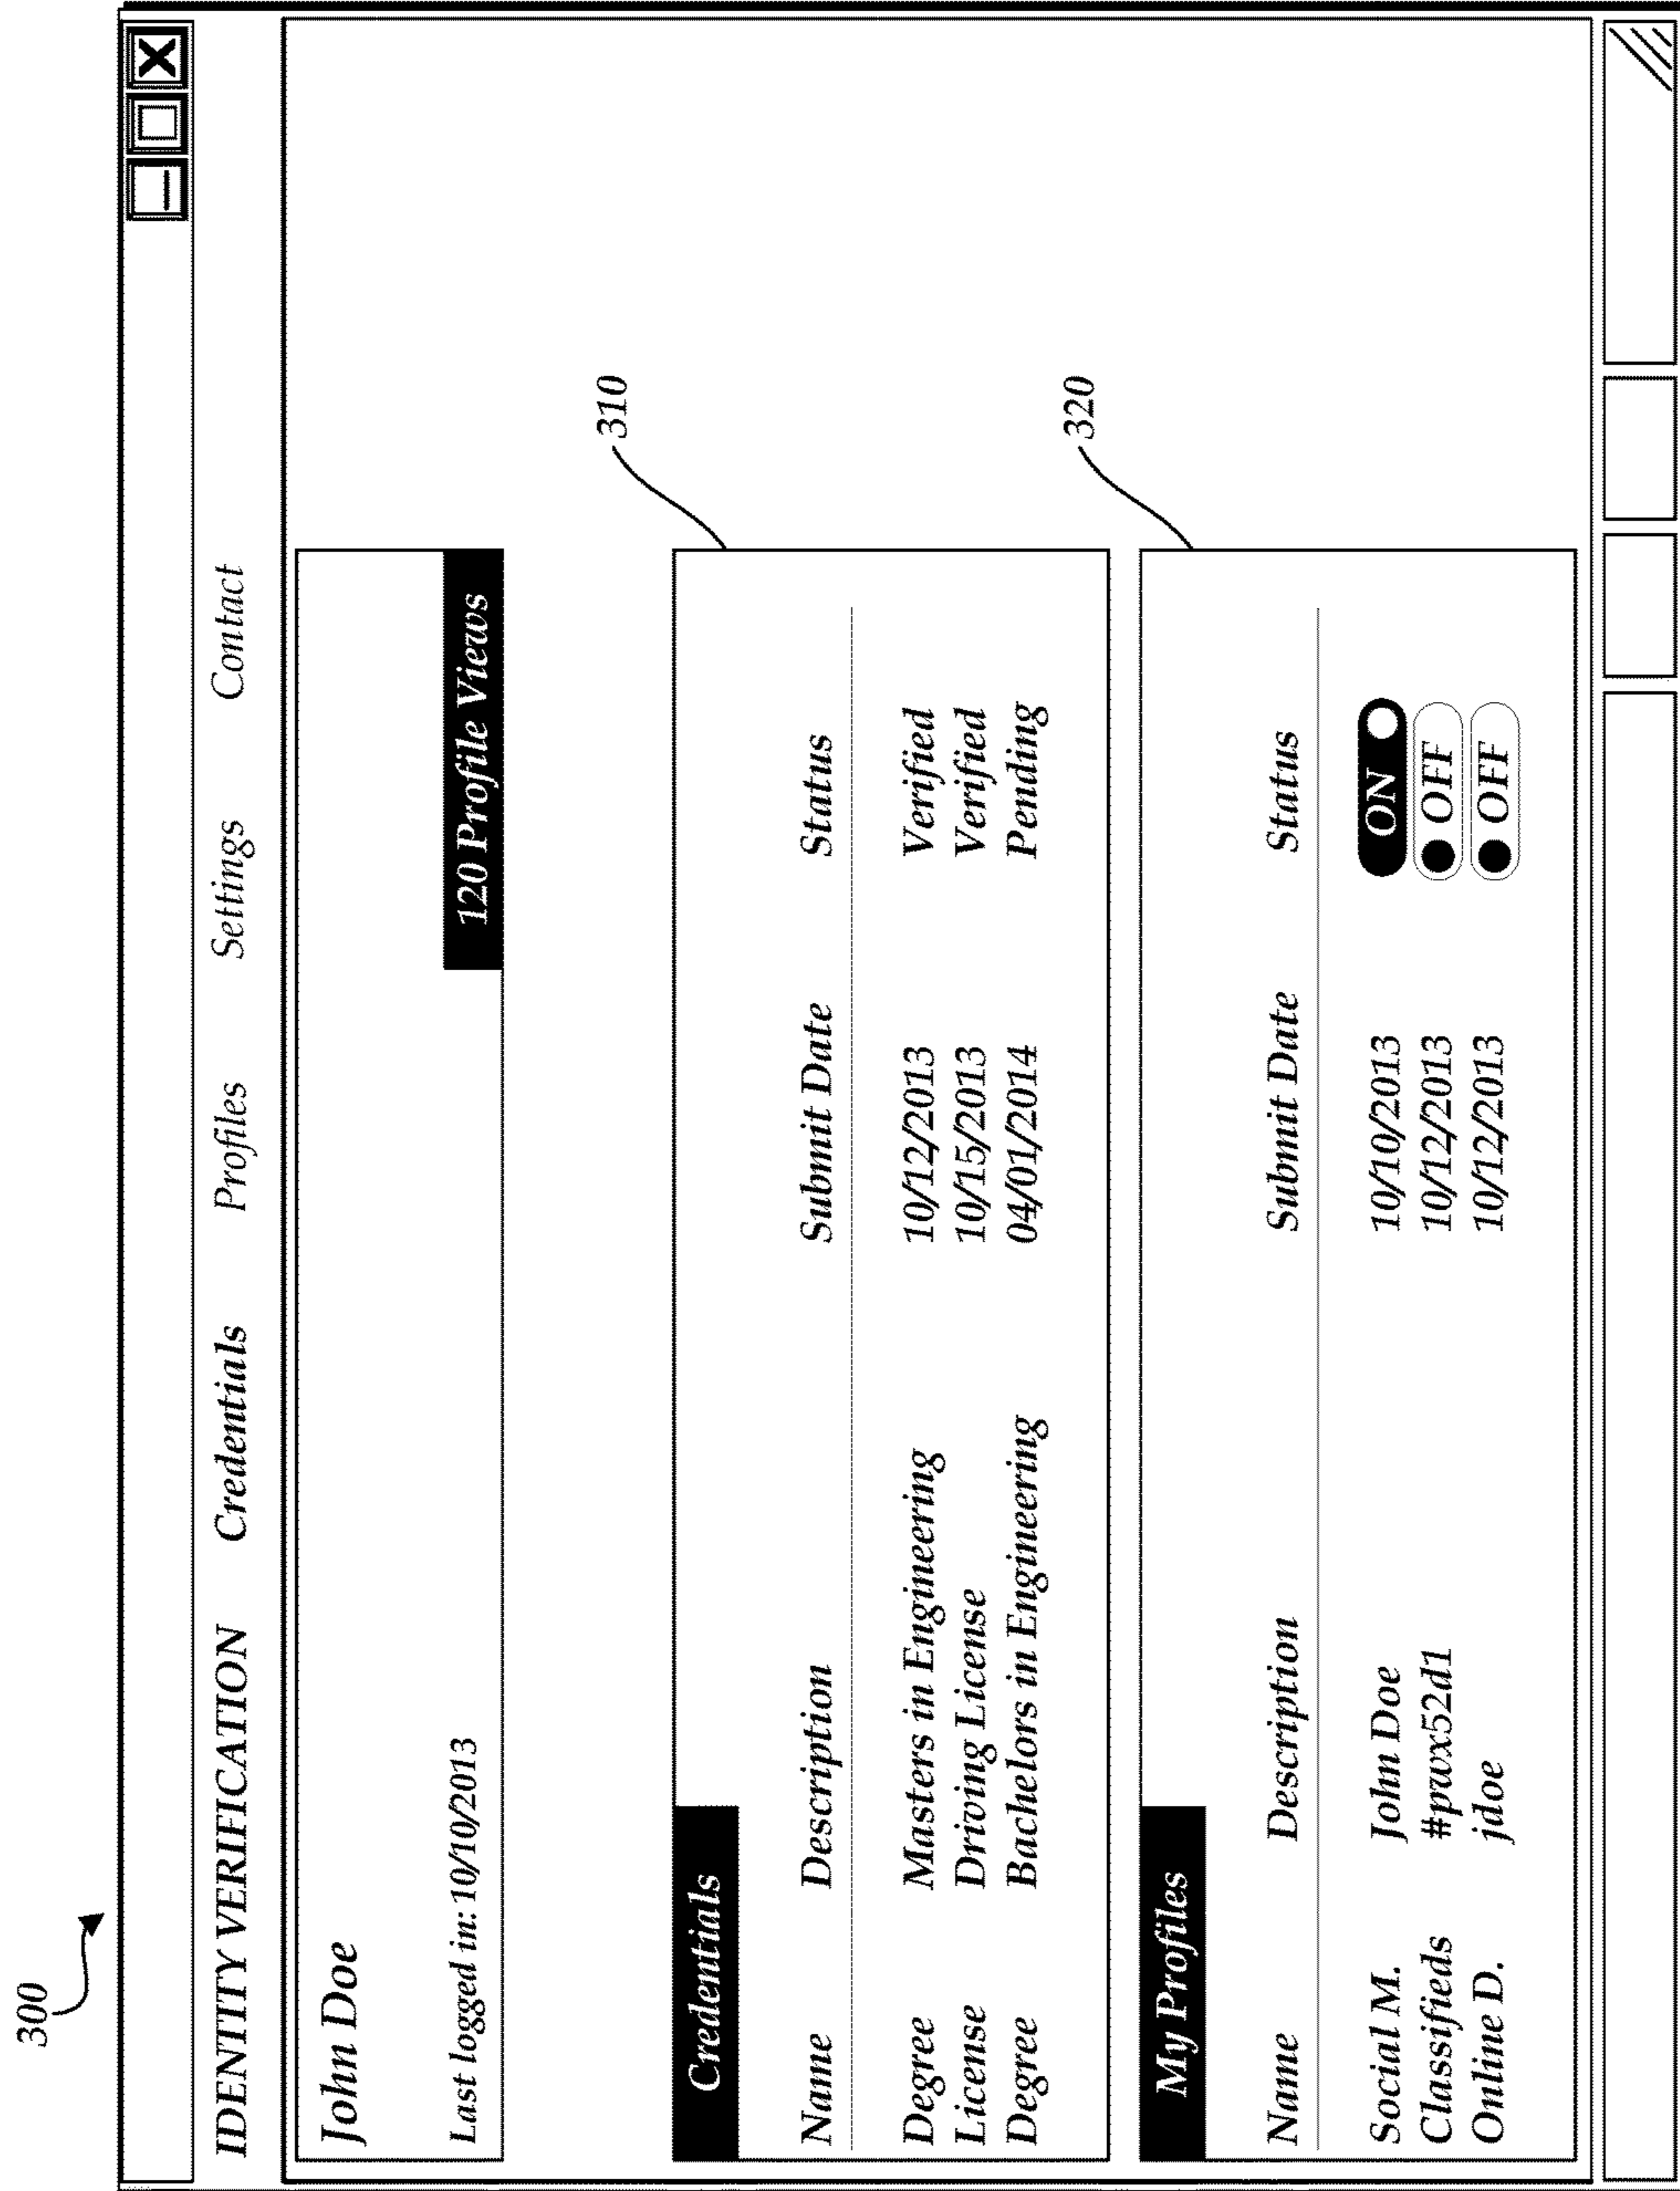 300
IDENTITY VERIFICATION Credentials Profiles Settings Contact
John Doe
Last logged in: 10/10/2013 120 Profile Views
310
Credentials
Name Description Submit Date Status
Degree Masters in Engineering 10/12/2013 Verified
License Driving License 10/15/2013 Verified
Degree Bachelors in Engineering 04/01/2014 Pending
320
My Profiles
Name Description Submit Date Status
Social M. John Doe 10/10/2013 ON
Classifieds #pwx52d1 10/12/2013 OFF
Online D. jdoe 10/12/2013 OFF